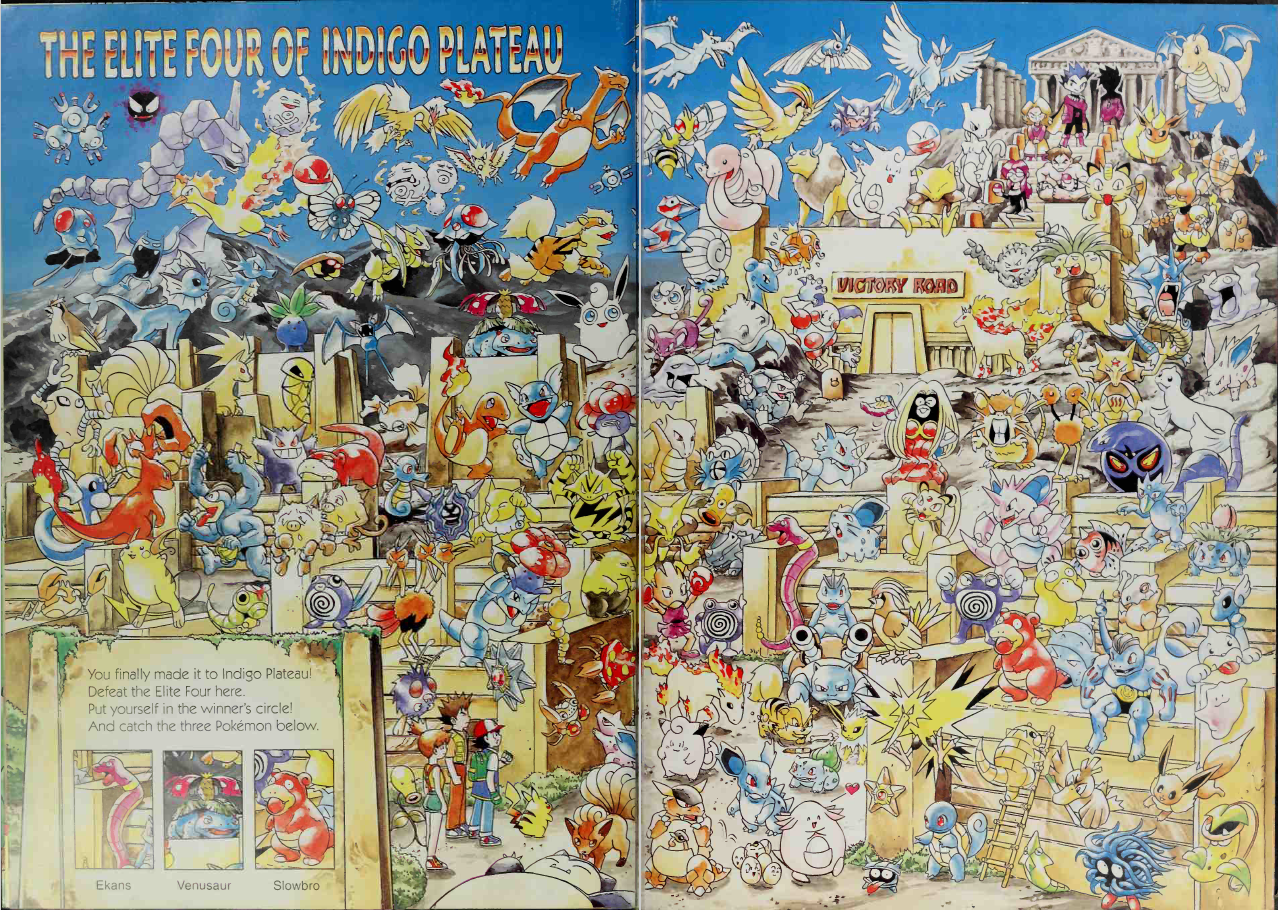 THE ELITE FOUR OF INDIGO PLATEAU
VICTORY ROAD
You finally made it to Indigo Plateau!
Defeat the Elite Four here.
Put yourself in the winner's circle!
And catch the three Pokémon below.
Ekans
Venusaur
Slowbro